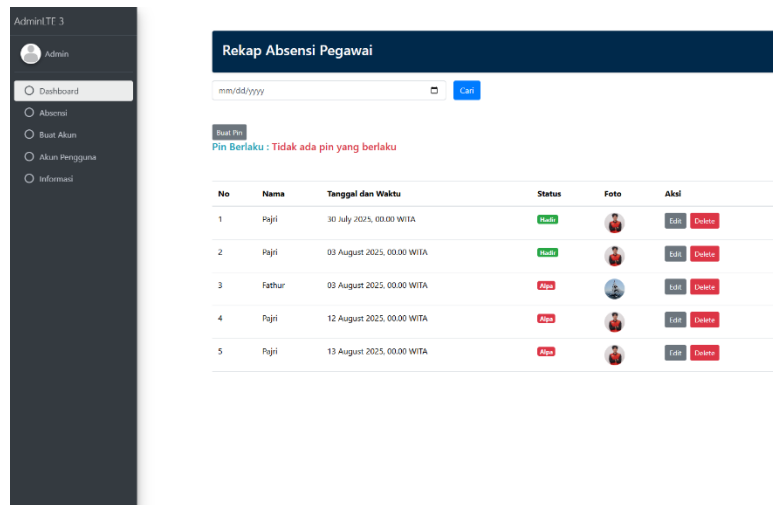 AdminLTE 3
Admin
Dashboard
Absensi
Buat Akun
Akun Pengguna
Informasi
Rekap Absensi Pegawai
mm/dd/yyyy Cari
Buat Pin
Pin Berlaku : Tidak ada pin yang berlaku
No Nama Tanggal dan Waktu Status Foto Aksi
1 Pajri 30 July 2025, 00.00 WITA Hadir Edit Delete
2 Pajri 03 August 2025, 00.00 WITA Hadir Edit Delete
3 Fathur 03 August 2025, 00.00 WITA Alpa Edit Delete
4 Pajri 12 August 2025, 00.00 WITA Alpa Edit Delete
5 Pajri 13 August 2025, 00.00 WITA Alpa Edit Delete